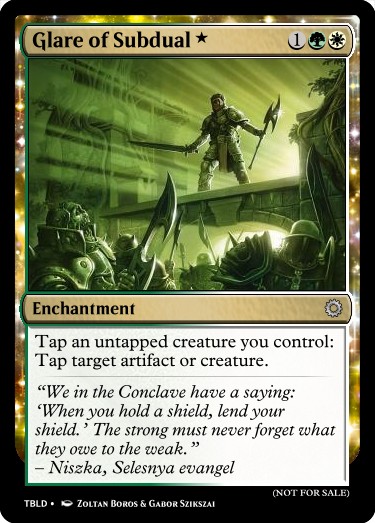 Glare of Subdual ★ 1
Enchantment
Tap an untapped creature you control:
Tap target artifact or creature.
“We in the Conclave have a saying:
‘When you hold a shield, lend your
shield.’ The strong must never forget what
they owe to the weak.”
– Niszka, Selesnya evangel
(NOT FOR SALE)
TBLD • Zoltan Boros & Gabor Szikszai